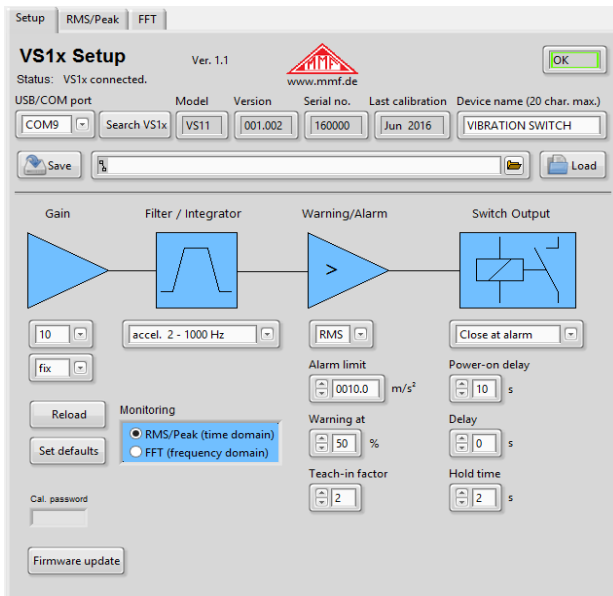 Setup RMS/Peak FFT
VS1x Setup Ver. 1.1 MMF OK
Status: VS1x connected. www.mmf.de
USB/COM port Model Version Serial no. Last calibration Device name (20 char. max.)
COM9 Search VS1x VS11 001.002 160000 Jun 2016 VIBRATION SWITCH
Save Load
Gain Filter / Integrator Warning/Alarm Switch Output
>
10 accel. 2 - 1000 Hz RMS Close at alarm
fix
Alarm limit Power-on delay
0010.0 m/s² 10 s
Reload Monitoring
RMS/Peak (time domain)
Warning at Delay
Set defaults FFT (frequency domain) 50 % 0 s
Teach-in factor Hold time
Cal. password 2 2 s
Firmware update